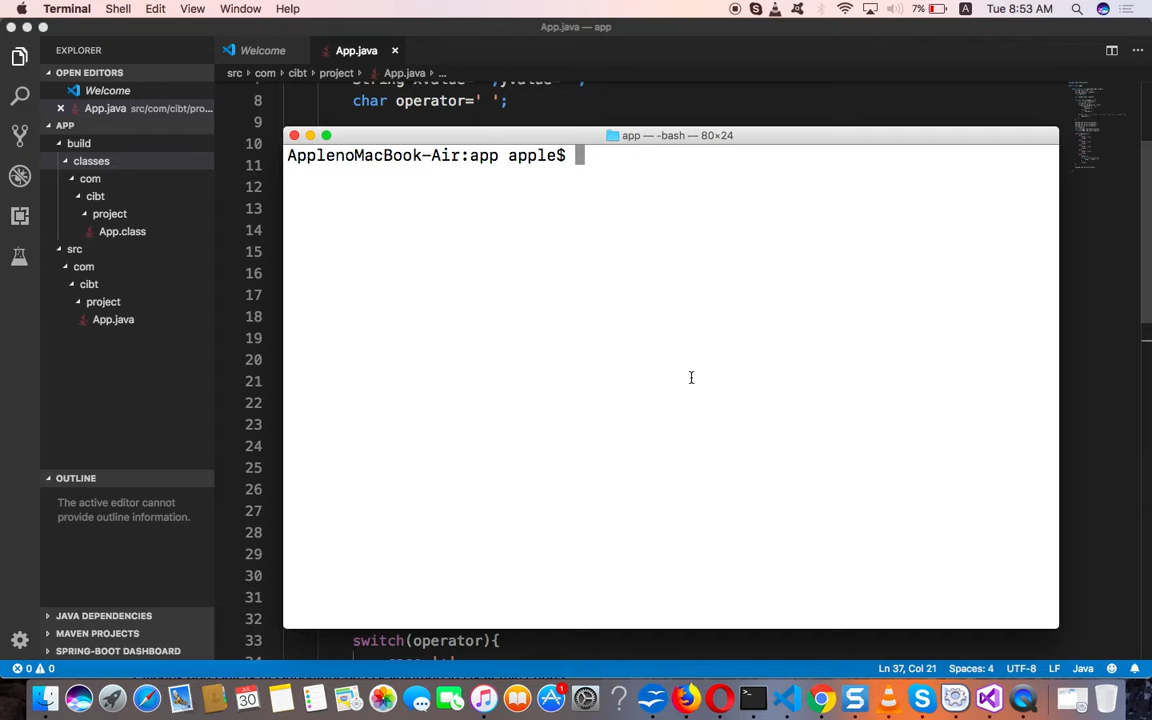 Terminal Shell Edit View Window Help 7% A Tue 8:53 AM
App.java — app
EXPLORER
Welcome App.java
OPEN EDITORS
src › com › cibt › project › App.java › ...
Welcome
App.java src/com/cibt/pro...
8 char operator=' ';
APP
9
app — -bash — 80×24
build
10
ApplenoMacBook-Air:app apple$
classes
11
com
12
cibt
13
project
14
App.class
15
src
16
com
17
cibt
18
project
19
App.java
20
21
22
23
24
25
OUTLINE
26
The active editor cannot
provide outline information.
27
28
29
30
31
JAVA DEPENDENCIES
32
MAVEN PROJECTS
33 switch(operator){
SPRING-BOOT DASHBOARD
0 0 Ln 37, Col 21 Spaces: 4 UTF-8 LF Java
JUL
30
1